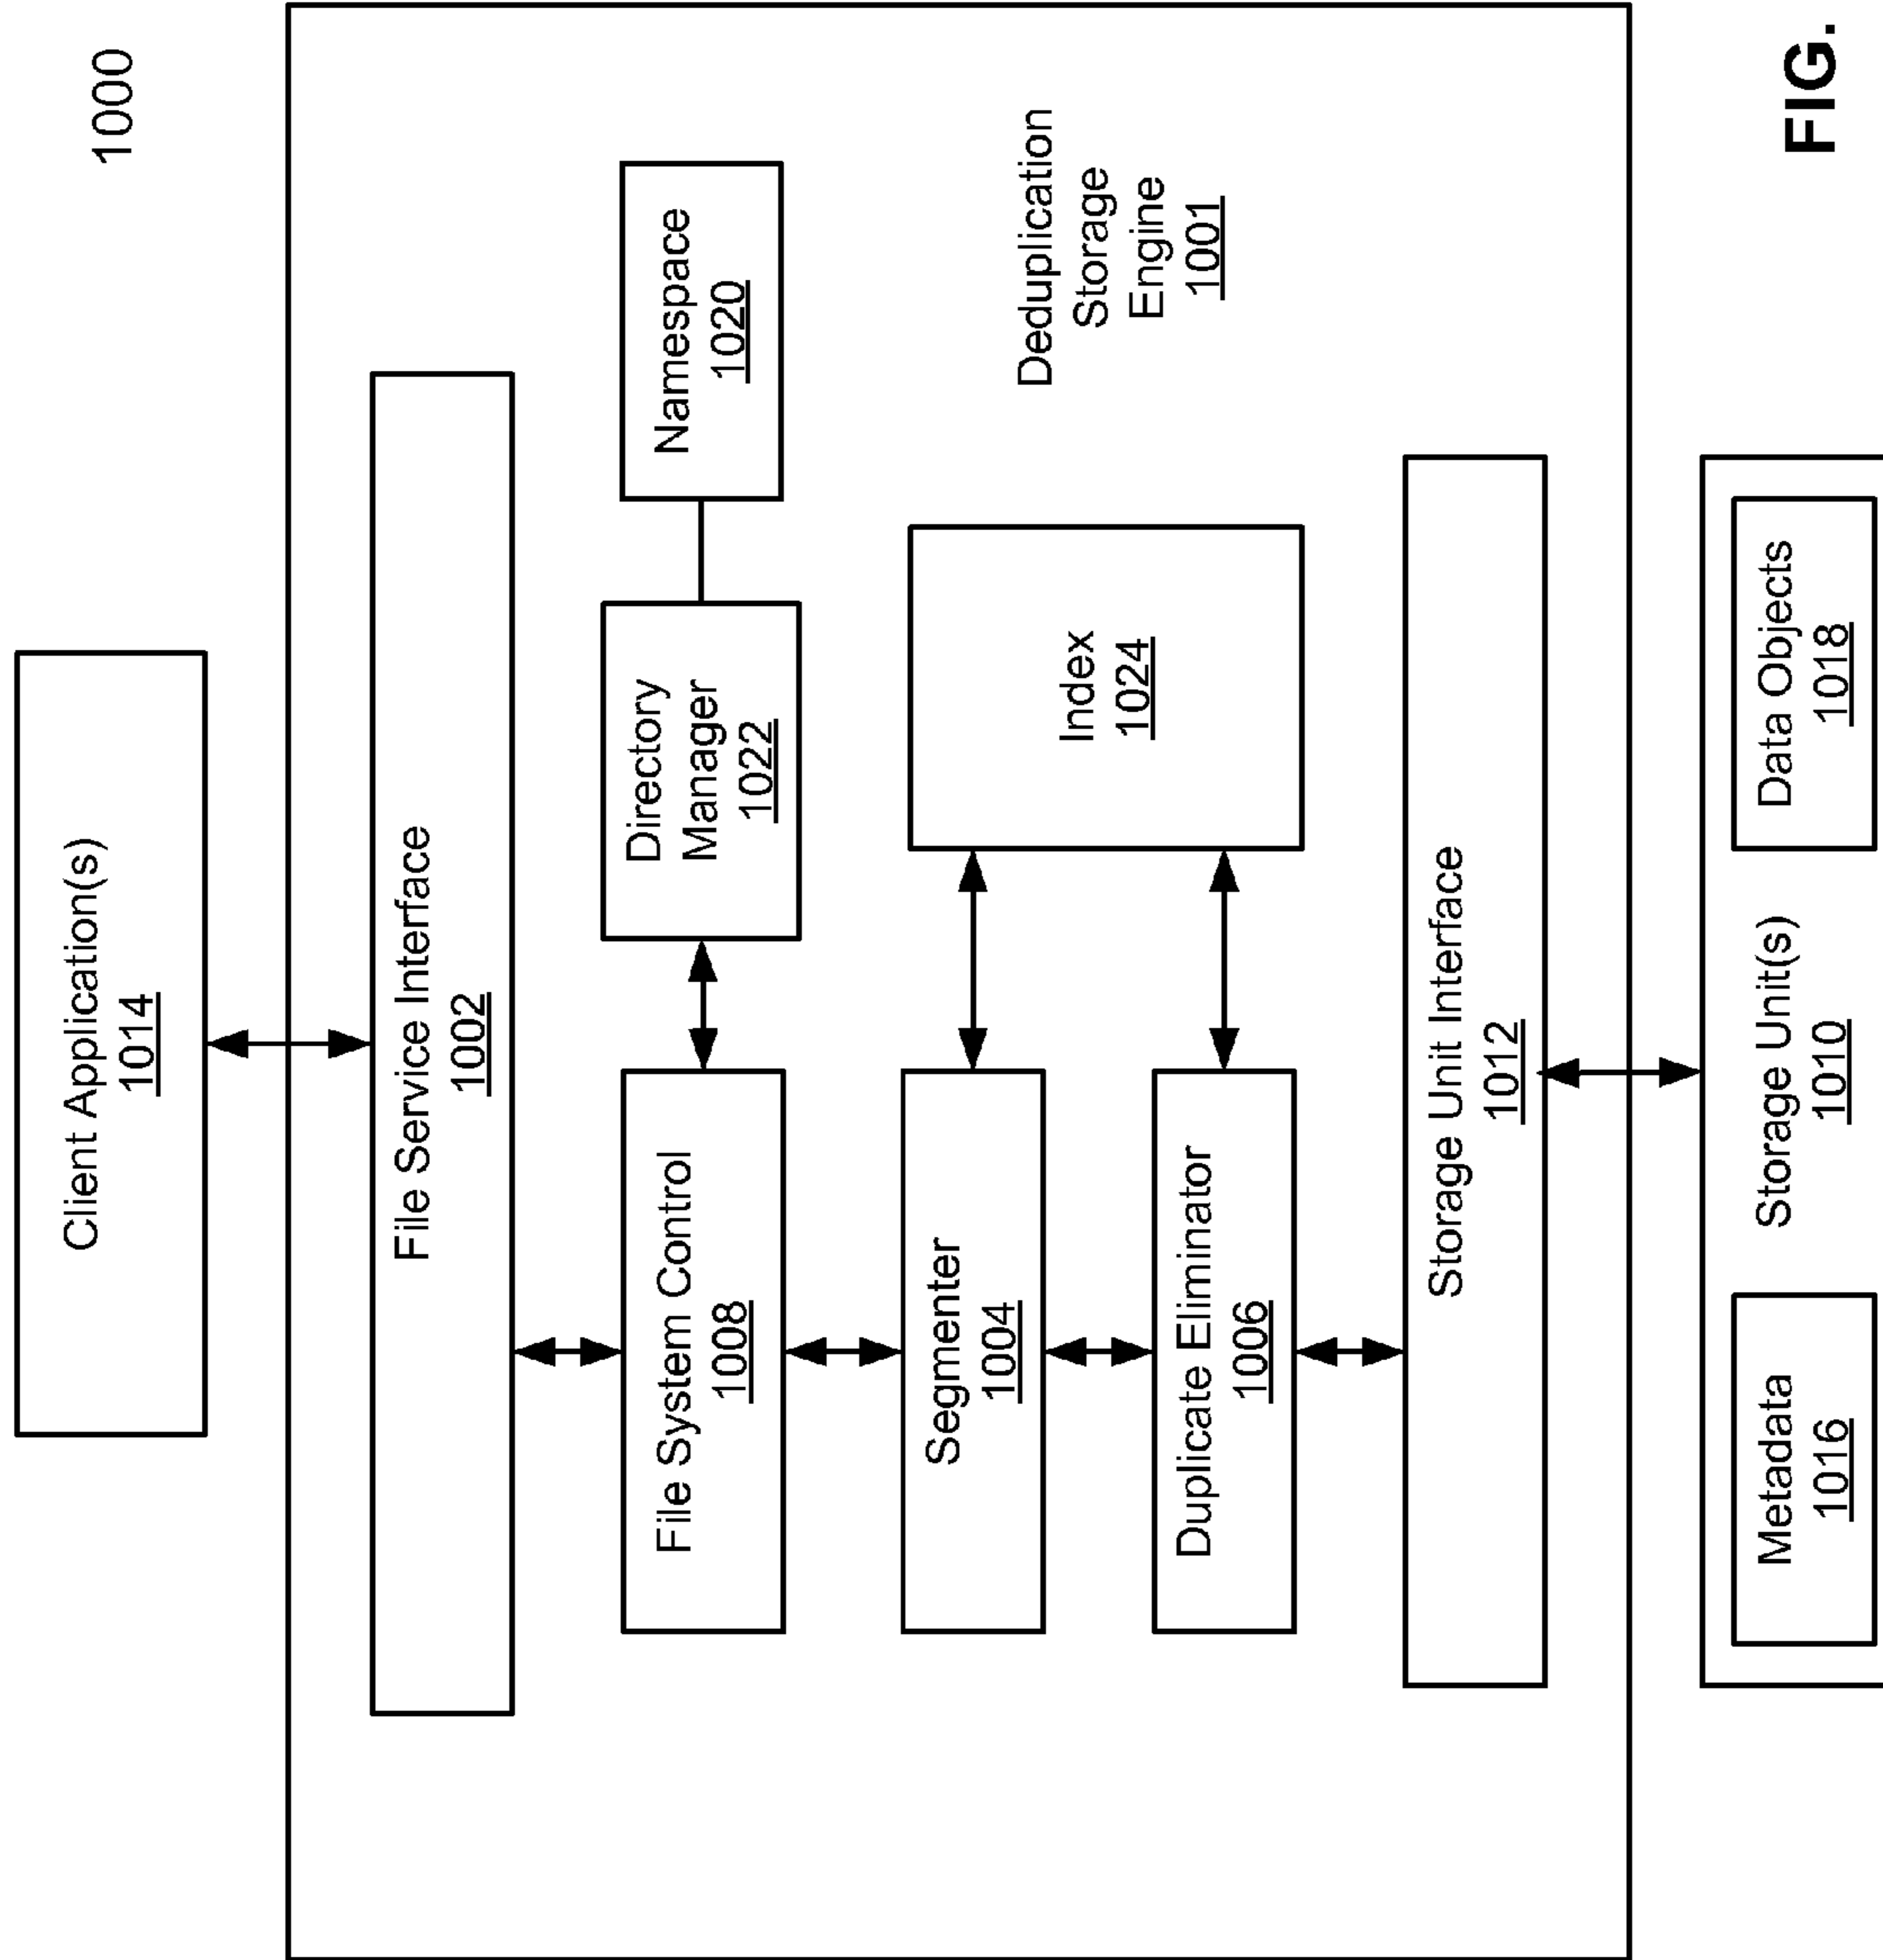 1000
Client Application(s)
1014
File Service Interface
1002
File System Control
1008
Directory
Manager
1022
Namespace
1020
Segmenter
1004
Index
1024
Duplicate Eliminator
1006
Deduplication
Storage
Engine
1001
Storage Unit Interface
1012
Metadata
1016
Storage Unit(s)
1010
Data Objects
1018
FIG.